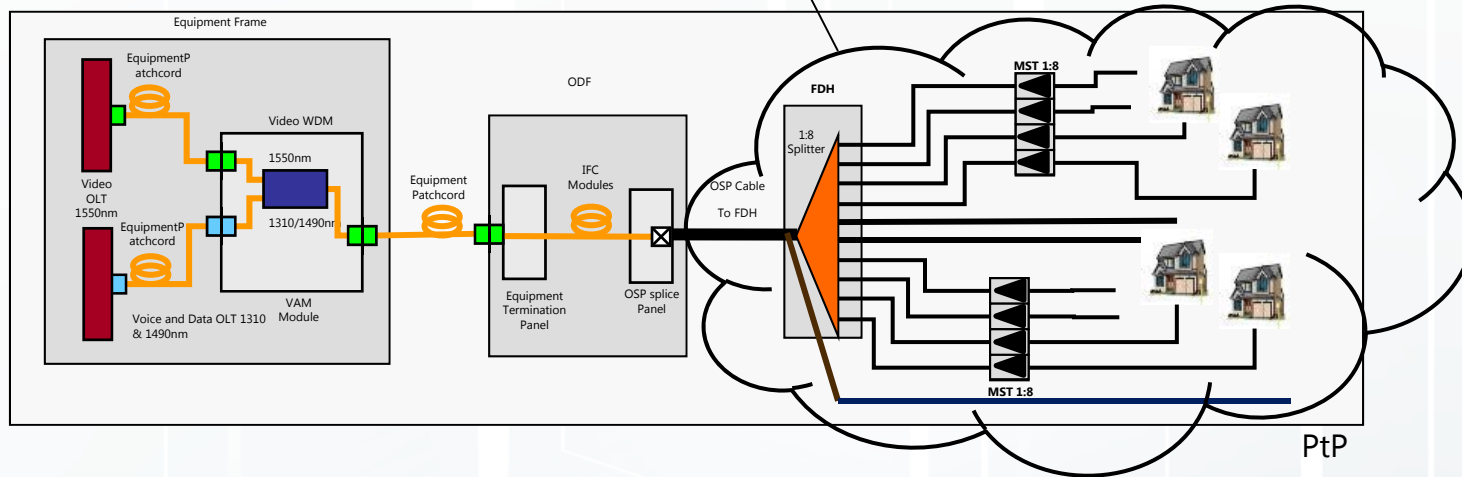 Equipment Frame
EquipmentP
atchcord
Video
OLT
1550nm
EquipmentP
atchcord
Voice and Data OLT 1310
& 1490nm
Video WDM
1550nm
1310/1490nm
VAM
Module
Equipment
Patchcord
ODF
IFC
Modules
Equipment
Termination
Panel
OSP splice
Panel
OSP Cable
To FDH
FDH
1:8
Splitter
MST 1:8
MST 1:8
PtP